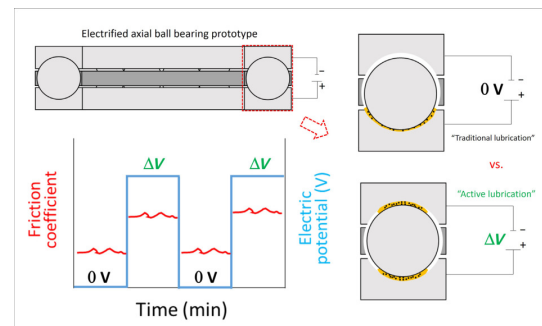 Electrified axial ball bearing prototype
−
+
0 V
−
+
"Traditional lubrication"
vs.
"Active lubrication"
ΔV
−
+
Friction
coefficient
ΔV
ΔV
0 V
0 V
Electric
potential (V)
Time (min)